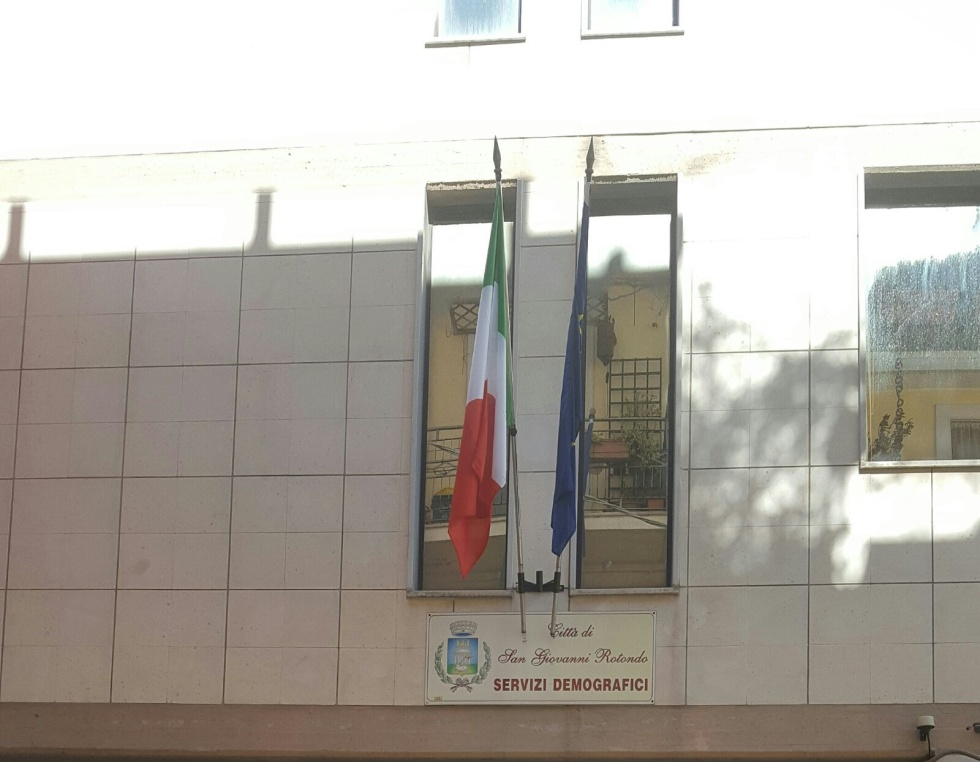 Città di
San Giovanni Rotondo
SERVIZI DEMOGRAFICI